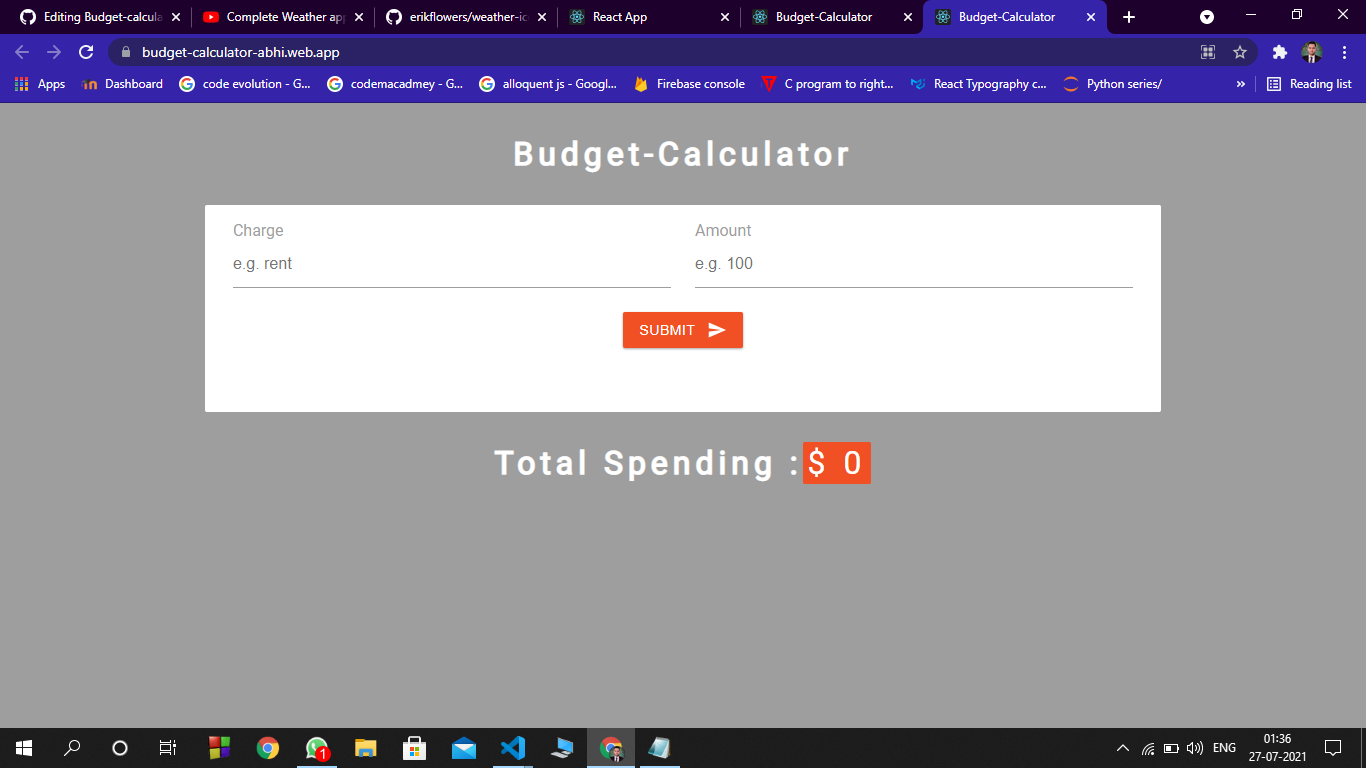 Editing Budget-calcula
Complete Weather app
erikflowers/weather-ic
React App
Budget-Calculator
Budget-Calculator
budget-calculator-abhi.web.app
Apps
Dashboard
code evolution - G...
codemacadmey - G...
alloquent js - Googl...
Firebase console
C program to right...
React Typography c...
Python series/
»
Reading list
Budget-Calculator
Charge
Amount
e.g. rent
e.g. 100
SUBMIT
Total Spending :$ 0
1
ENG
01:36
27-07-2021